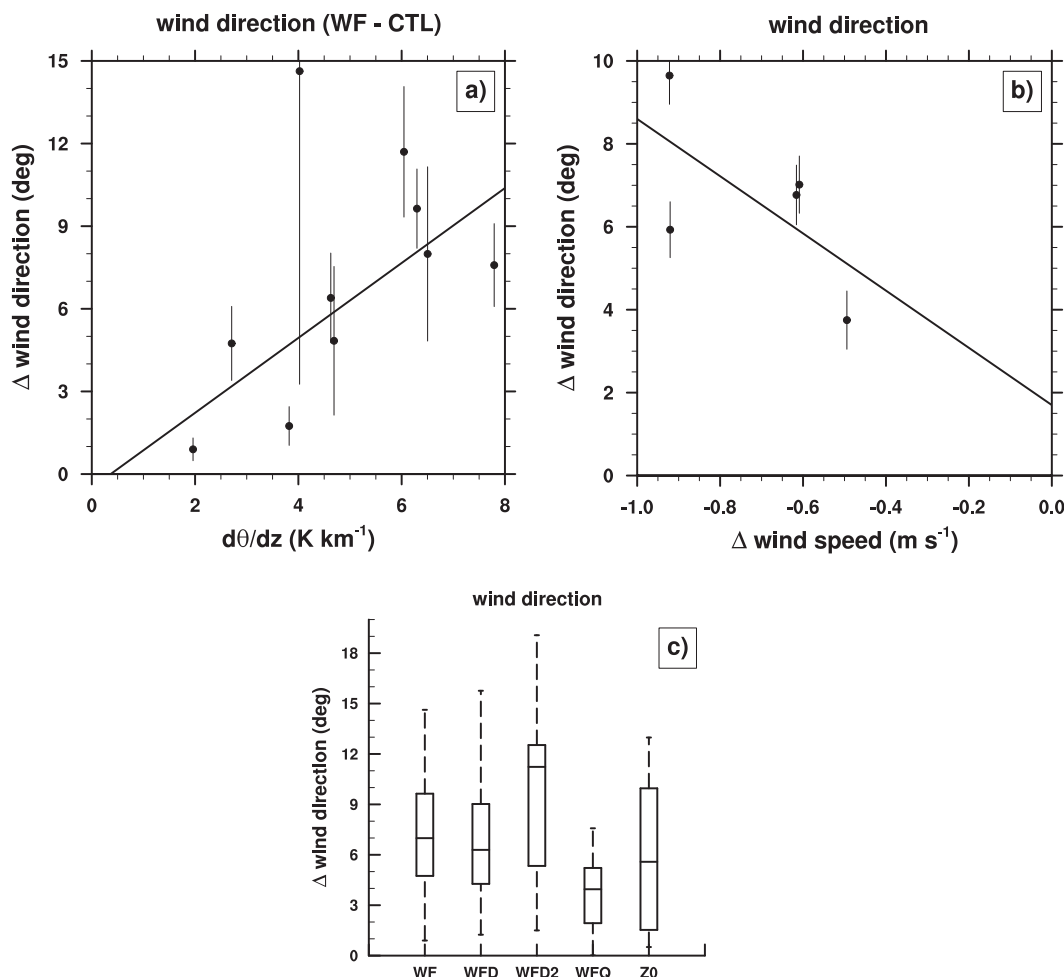 wind direction (WF - CTL)
a)
15
12
9
6
3
0
Δ wind direction (deg)
0 2 4 6 8
dθ/dz (K km⁻¹)
wind direction
b)
10
8
6
4
2
0
Δ wind direction (deg)
-1.0 -0.8 -0.6 -0.4 -0.2 0.0
Δ wind speed (m s⁻¹)
wind direction
c)
18
15
12
9
6
3
0
Δ wind direction (deg)
WF WFD WFD2 WFQ Z0